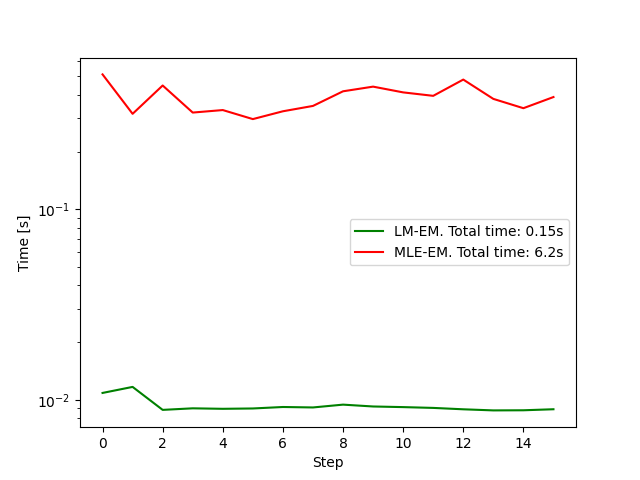 10⁻¹
10⁻²
Time [s]
LM-EM. Total time: 0.15s
MLE-EM. Total time: 6.2s
0 2 4 6 8 10 12 14
Step